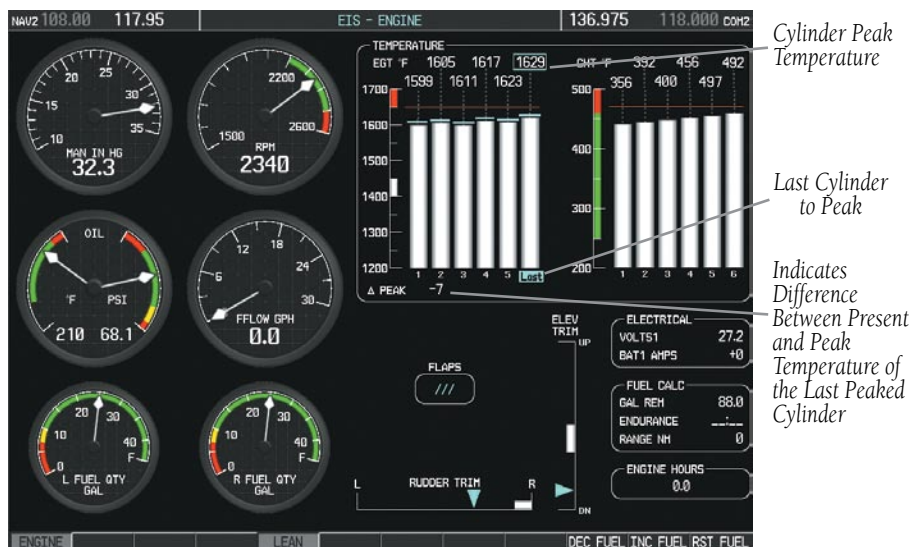 NAV2 108.00 117.95 EIS - ENGINE 136.975 118.000 COM2
Cylinder Peak
Temperature
20 25 30 35 15 10
MAN IN HG
32.3
2200
1500 2600
RPM
2340
TEMPERATURE
EGT °F 1605 1617 1629
1599 1611 1623
1700
1600
1500
1400
1300
1200
1 2 3 4 5 Last
Δ PEAK -7
CHT °F 392 456 492
356 400 497
500
400
300
200
1 2 3 4 5 6
Last Cylinder
to Peak
Indicates
Difference
Between Present
and Peak
Temperature of
the Last Peaked
Cylinder
OIL
°F PSI
210 68.1
6 12 18 24 30
FFLOW GPH
0.0
ELEV
TRIM
UP
DN
ELECTRICAL
VOLTS1 27.2
BAT1 AMPS +0
FLAPS
///
FUEL CALC
GAL REM 88.0
ENDURANCE __:__
RANGE NM 0
ENGINE HOURS
0.0
0 10 20 30 40 F
L FUEL QTY
GAL
0 10 20 30 40 F
R FUEL QTY
GAL
L RUDDER TRIM R
ENGINE LEAN DEC FUEL INC FUEL RST FUEL